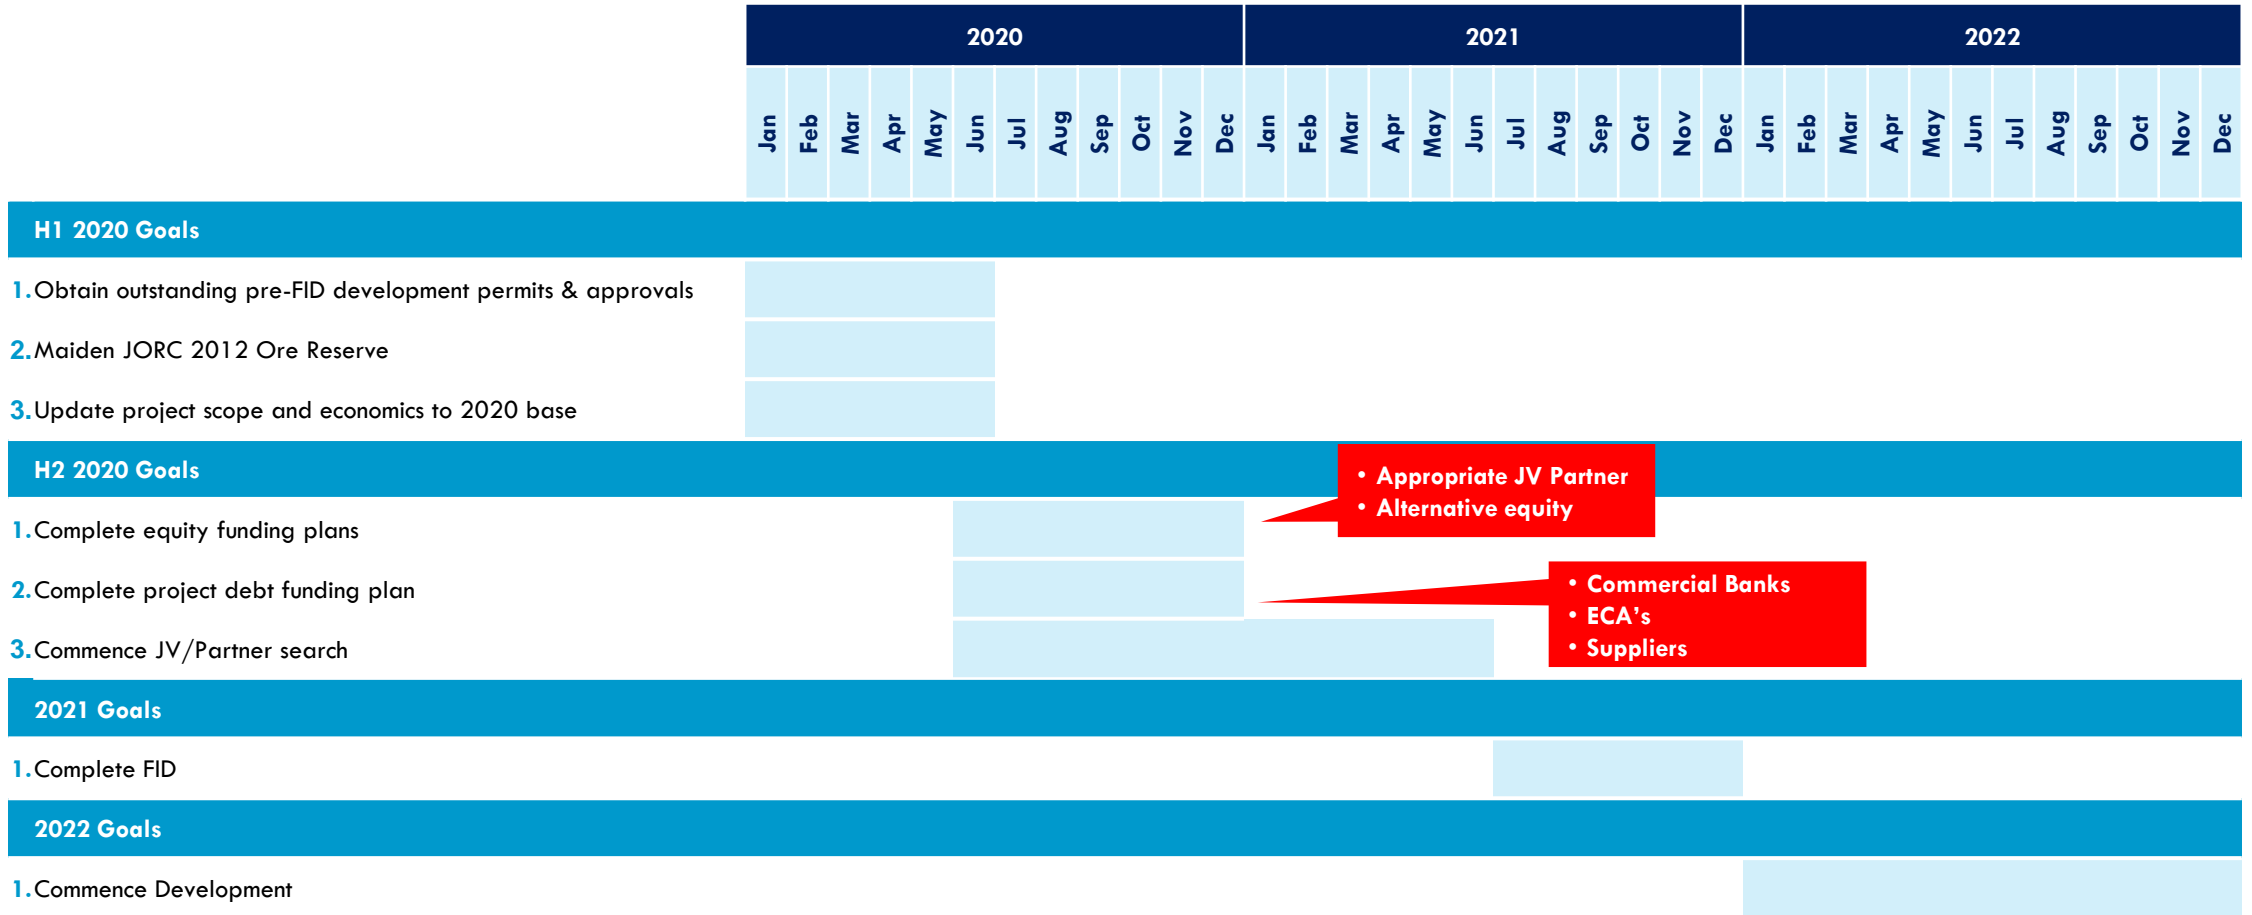 2020 2021 2022
Jan Feb Mar Apr May Jun Jul Aug Sep Oct Nov Dec Jan Feb Mar Apr May Jun Jul Aug Sep Oct Nov Dec Jan Feb Mar Apr May Jun Jul Aug Sep Oct Nov Dec
H1 2020 Goals
1. Obtain outstanding pre-FID development permits & approvals
2. Maiden JORC 2012 Ore Reserve
3. Update project scope and economics to 2020 base
H2 2020 Goals
• Appropriate JV Partner
• Alternative equity
1. Complete equity funding plans
2. Complete project debt funding plan
• Commercial Banks
• ECA’s
• Suppliers
3. Commence JV/Partner search
2021 Goals
1. Complete FID
2022 Goals
1. Commence Development